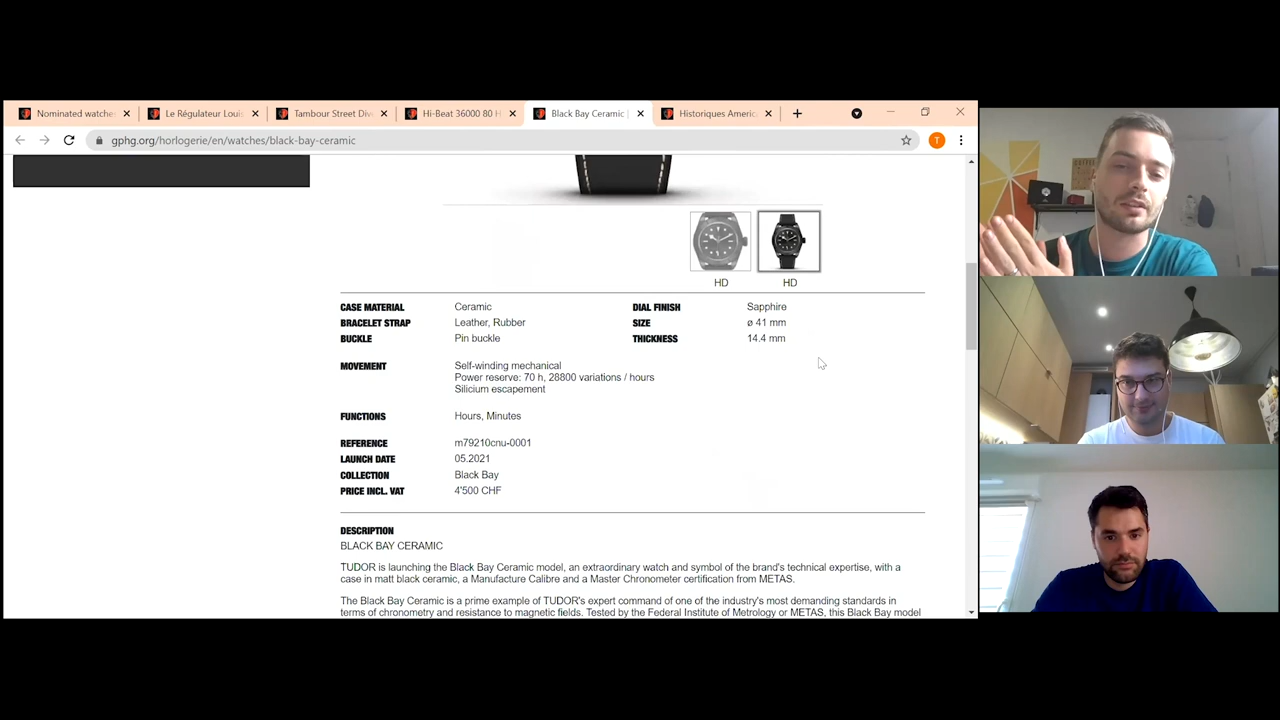 Nominated watche
Le Régulateur Loui
Tambour Street Div
Hi-Beat 36000 80 H
Black Bay Ceramic |
Historiques Americ
gphg.org/horlogerie/en/watches/black-bay-ceramic
T
HD HD
CASE MATERIAL Ceramic DIAL FINISH Sapphire
BRACELET STRAP Leather, Rubber SIZE ø 41 mm
BUCKLE Pin buckle THICKNESS 14.4 mm
MOVEMENT Self-winding mechanical
Power reserve: 70 h, 28800 variations / hours
Silicium escapement
FUNCTIONS Hours, Minutes
REFERENCE m79210cnu-0001
LAUNCH DATE 05.2021
COLLECTION Black Bay
PRICE INCL. VAT 4'500 CHF
DESCRIPTION
BLACK BAY CERAMIC
TUDOR is launching the Black Bay Ceramic model, an extraordinary watch and symbol of the brand's technical expertise, with a
case in matt black ceramic, a Manufacture Calibre and a Master Chronometer certification from METAS.
The Black Bay Ceramic is a prime example of TUDOR's expert command of one of the industry's most demanding standards in
terms of chronometry and resistance to magnetic fields. Tested by the Federal Institute of Metrology or METAS, this Black Bay model